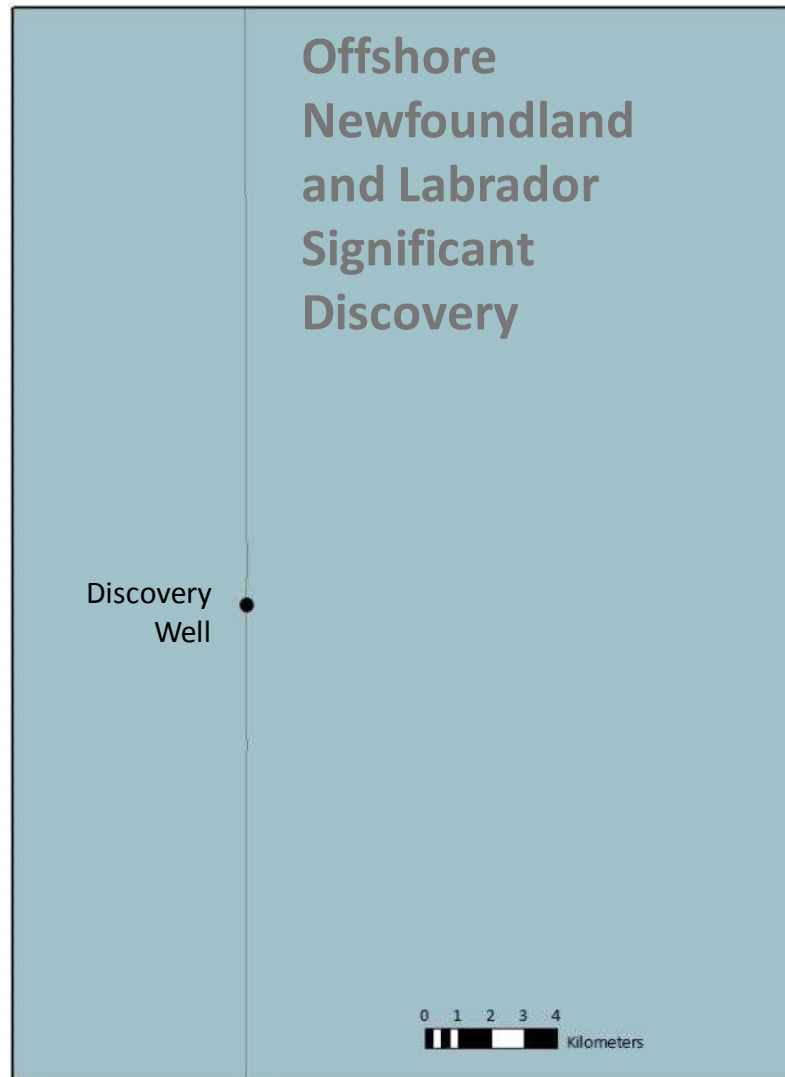 Offshore
Newfoundland
and Labrador
Significant
Discovery
Discovery
Well
0 1 2 3 4
Kilometers